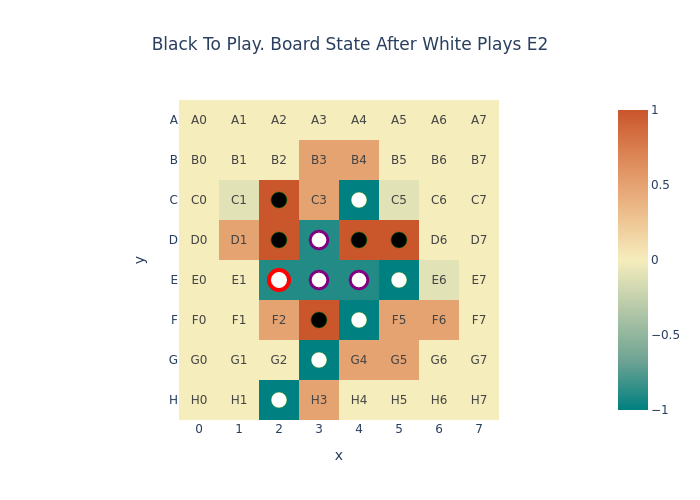 Black To Play. Board State After White Plays E2
A A0 A1 A2 A3 A4 A5 A6 A7
B B0 B1 B2 B3 B4 B5 B6 B7
C C0 C1 C3 C5 C6 C7
D D0 D1 D6 D7
E E0 E1 E6 E7
F F0 F1 F2 F5 F6 F7
G G0 G1 G2 G4 G5 G6 G7
H H0 H1 H3 H4 H5 H6 H7
0 1 2 3 4 5 6 7
x
y
1
0.5
0
−0.5
−1